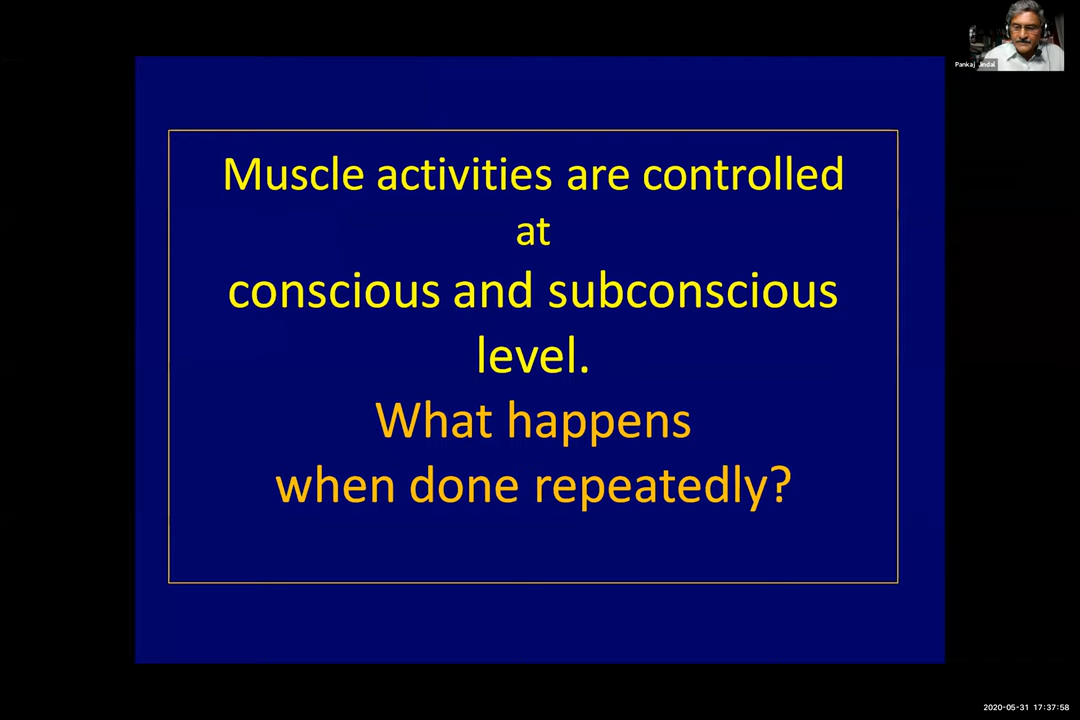 Pankaj Jindal
Muscle activities are controlled
at
conscious and subconscious
level.
What happens
when done repeatedly?
2020-05-31 17:37:58